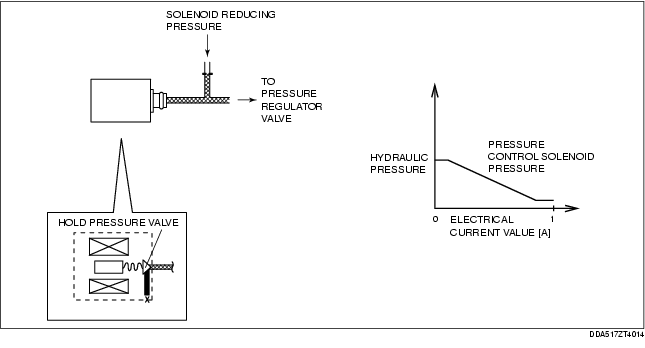 SOLENOID REDUCING
PRESSURE
TO
PRESSURE
REGULATOR
VALVE
HOLD PRESSURE VALVE
x
HYDRAULIC
PRESSURE
PRESSURE
CONTROL SOLENOID
PRESSURE
0
1
ELECTRICAL
CURRENT VALUE [A]
DDA517ZT4014